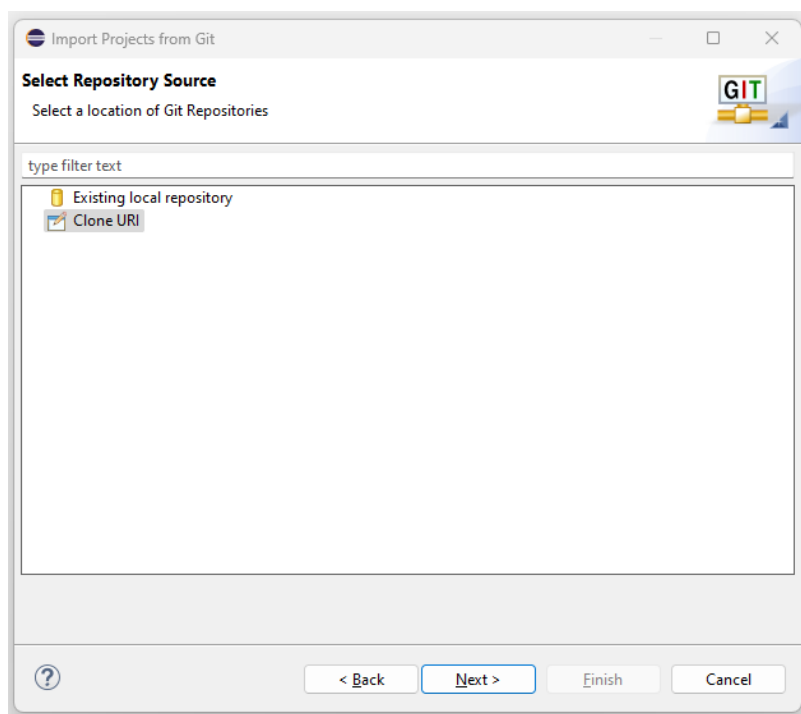 Import Projects from Git
Select Repository Source
Select a location of Git Repositories
GIT
type filter text
Existing local repository
Clone URI
?
< Back
Next >
Finish
Cancel